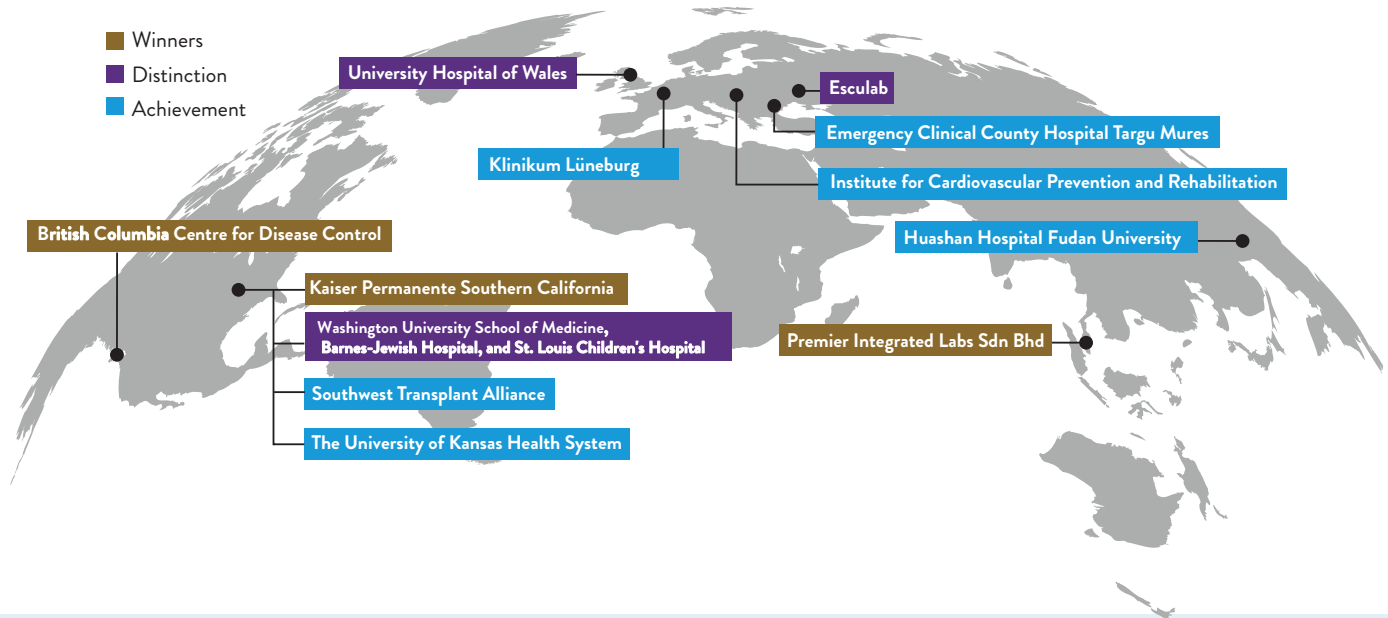 Winners
Distinction
Achievement
University Hospital of Wales
Esculab
Emergency Clinical County Hospital Targu Mures
Klinikum Lüneburg
Institute for Cardiovascular Prevention and Rehabilitation
British Columbia Centre for Disease Control
Huashan Hospital Fudan University
Kaiser Permanente Southern California
Washington University School of Medicine,
Barnes-Jewish Hospital, and St. Louis Children's Hospital
Premier Integrated Labs Sdn Bhd
Southwest Transplant Alliance
The University of Kansas Health System